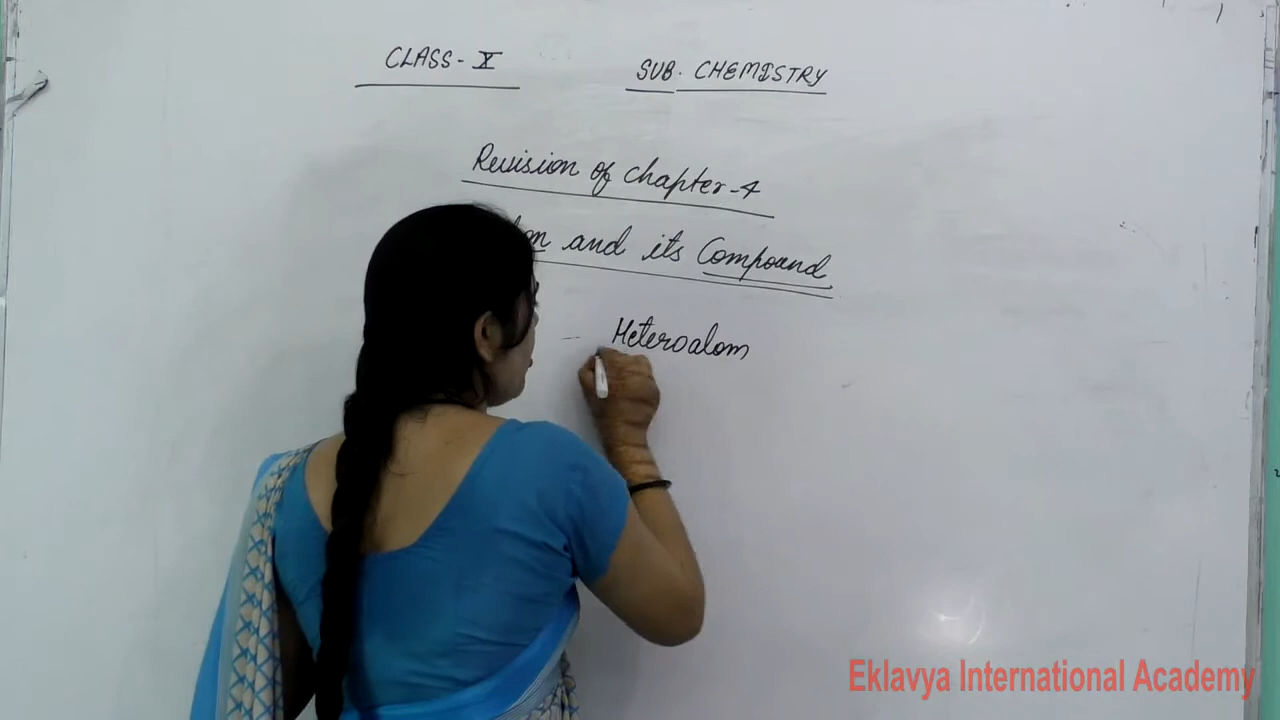 CLASS - X SUB. CHEMISTRY
Revision of chapter - 4
and its Compound
- Heteroatom
Eklavya International Academy